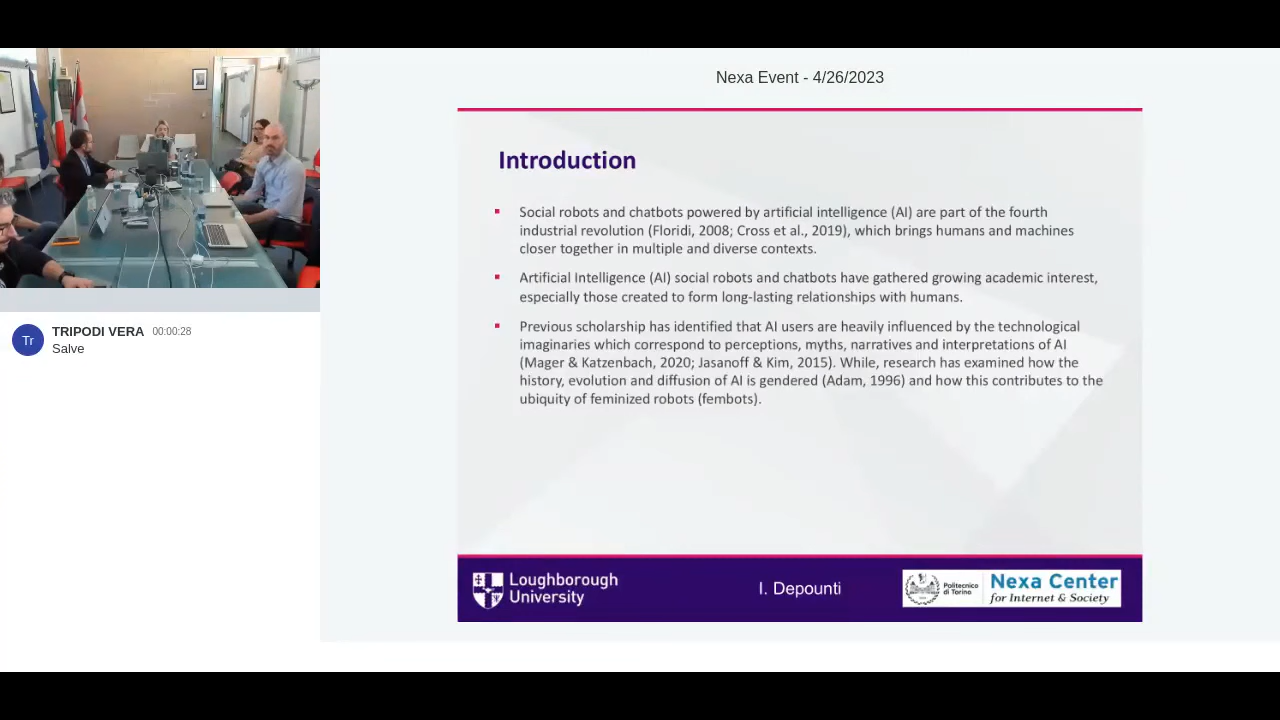 Nexa Event - 4/26/2023
Introduction
Social robots and chatbots powered by artificial intelligence (AI) are part of the fourth
industrial revolution (Floridi, 2008; Cross et al., 2019), which brings humans and machines
closer together in multiple and diverse contexts.
Artificial Intelligence (AI) social robots and chatbots have gathered growing academic interest,
especially those created to form long-lasting relationships with humans.
Previous scholarship has identified that AI users are heavily influenced by the technological
imaginaries which correspond to perceptions, myths, narratives and interpretations of AI
(Mager & Katzenbach, 2020; Jasanoff & Kim, 2015). While, research has examined how the
history, evolution and diffusion of AI is gendered (Adam, 1996) and how this contributes to the
ubiquity of feminized robots (fembots).
Loughborough
University
I. Depounti
Politecnico
di Torino
Nexa Center
for Internet & Society
Tr
TRIPODI VERA 00:00:28
Salve